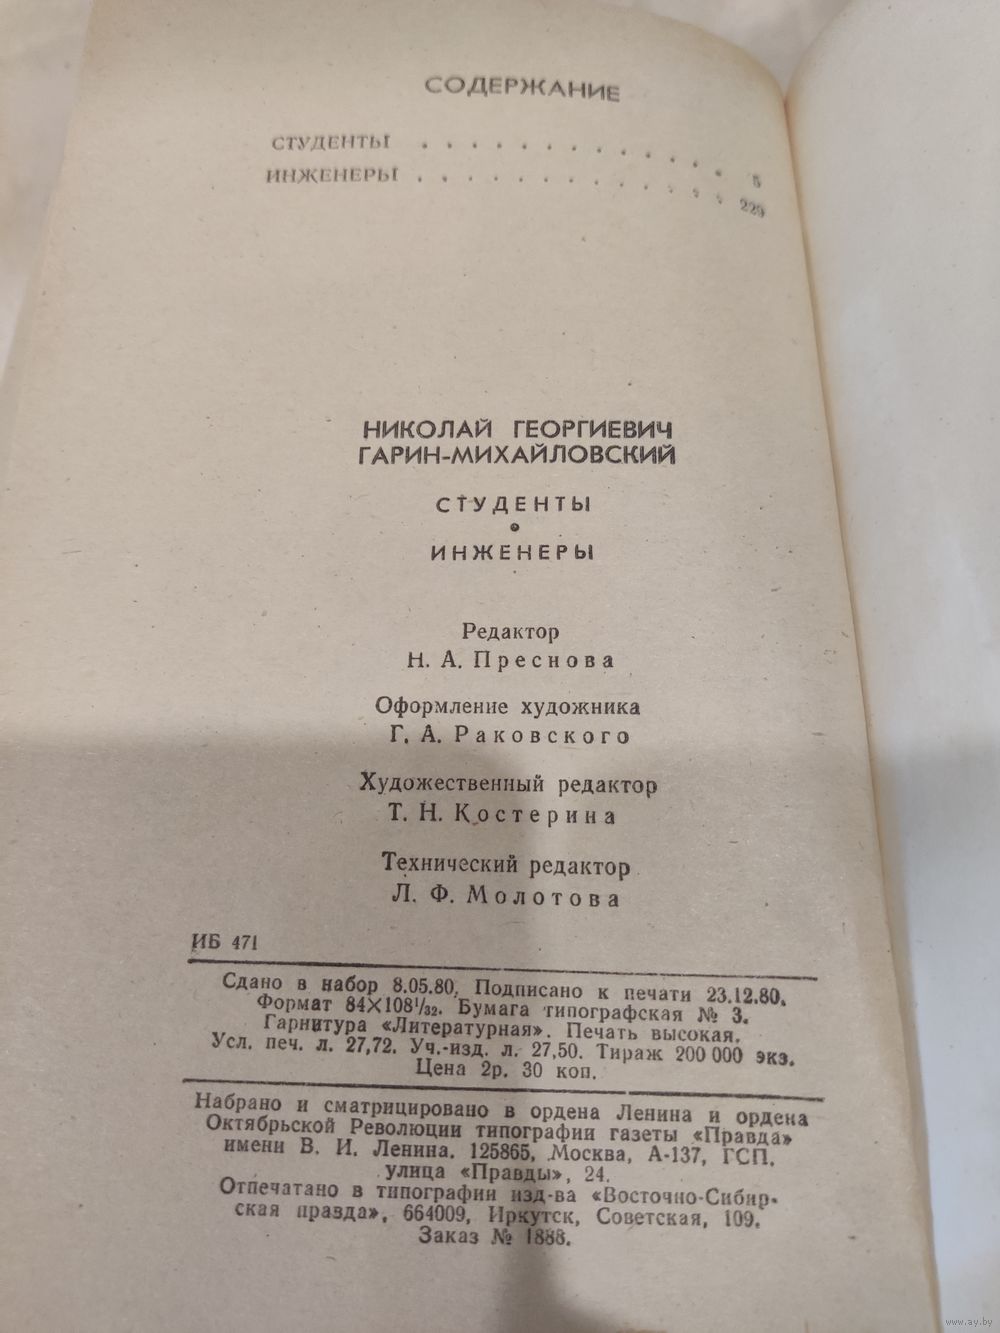 СОДЕРЖАНИЕ
СТУДЕНТЫ . . . . . . . . . . . . . 5
ИНЖЕНЕРЫ . . . . . . . . . . . . . 229
НИКОЛАЙ ГЕОРГИЕВИЧ
ГАРИН-МИХАЙЛОВСКИЙ
СТУДЕНТЫ
•
ИНЖЕНЕРЫ
Редактор
Н. А. Преснова
Оформление художника
Г. А. Раковского
Художественный редактор
Т. Н. Костерина
Технический редактор
Л. Ф. Молотова
ИБ 471
Сдано в набор 8.05.80. Подписано к печати 23.12.80.
Формат 84×108¹/₃₂. Бумага типографская № 3.
Гарнитура «Литературная». Печать высокая.
Усл. печ. л. 27,72. Уч.-изд. л. 27,50. Тираж 200 000 экз.
Цена 2р. 30 коп.
Набрано и сматрицировано в ордена Ленина и ордена
Октябрьской Революции типографии газеты «Правда»
имени В. И. Ленина. 125865, Москва, А-137, ГСП,
улица «Правды», 24.
Отпечатано в типографии изд-ва «Восточно-Сибир-
ская правда», 664009, Иркутск, Советская, 109.
Заказ № 1888.
www.ay.by